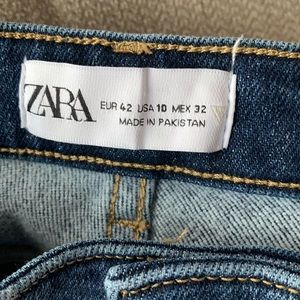 ZARA
EUR 42 USA 10 MEX 32
MADE IN PAKISTAN